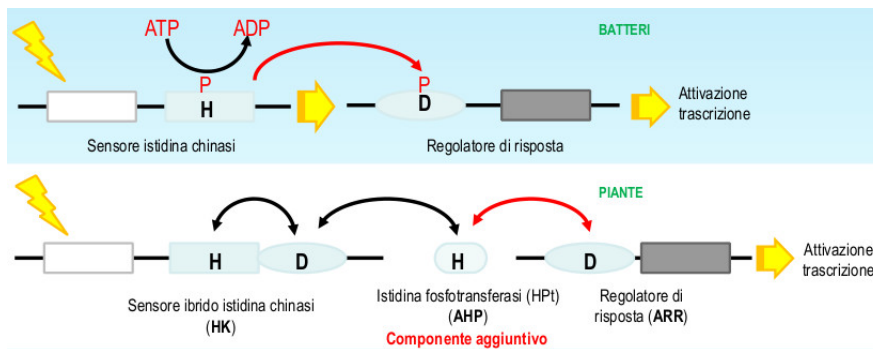 ATP ADP
BATTERI
P
P
H
D
Attivazione
trascrizione
Sensore istidina chinasi
Regolatore di risposta
PIANTE
H
D
H
D
Attivazione
trascrizione
Sensore ibrido istidina chinasi
(HK)
Istidina fosfotransferasi (HPt)
(AHP)
Componente aggiuntivo
Regolatore di
risposta (ARR)